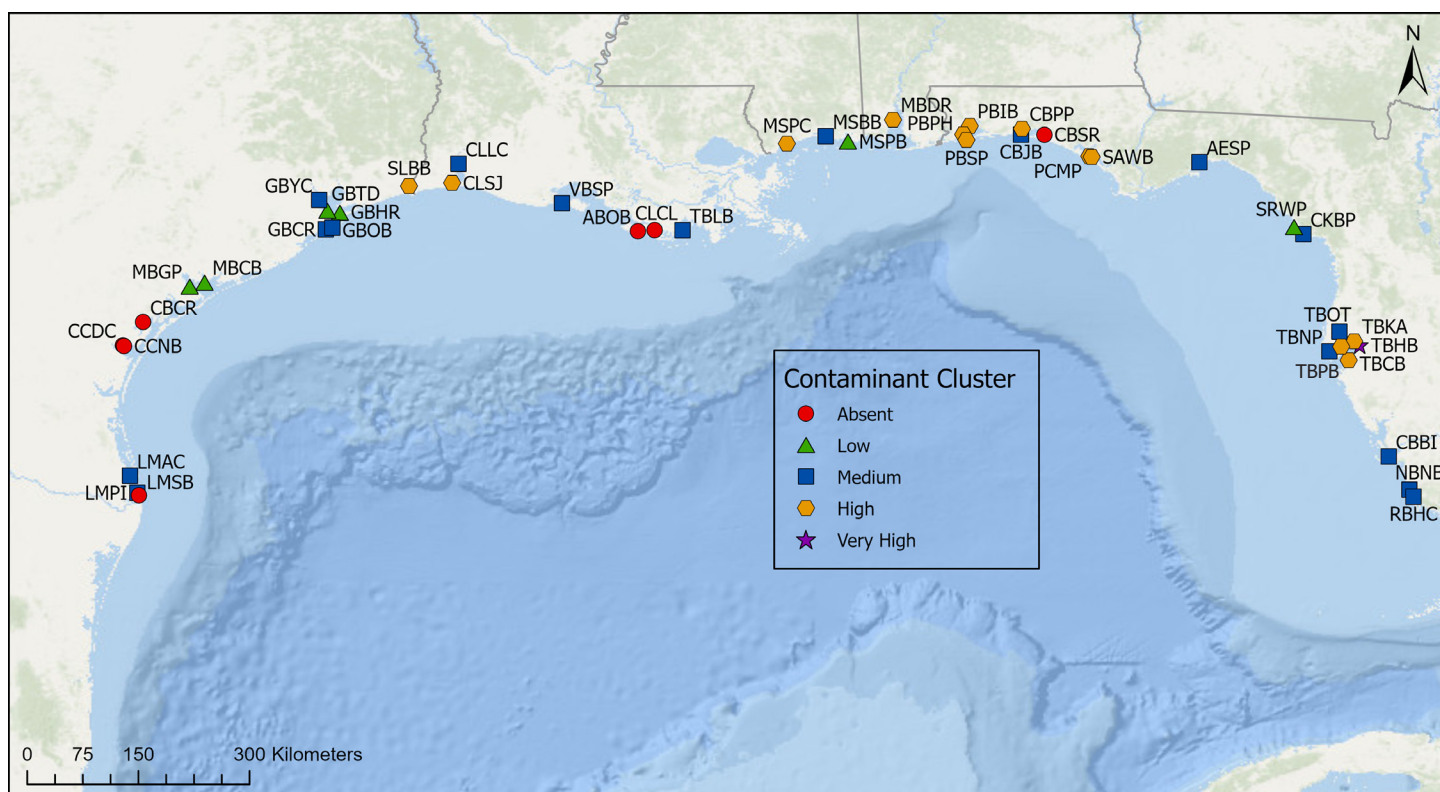 N
MBDR
PBIB
CBPP
MSPC
MSBB
PBPH
MSPB
CBSR
PBSP
CBJB
PCMP
SAWB
AESP
CLLC
SLBB
CLSJ
GBYC
GBTD
GBHR
GBCR
GBOB
VBSP
ABOB
CLCL
TBLB
SRWP
CKBP
MBGP
MBCB
CBCR
CCDC
CCNB
TBOT
TBKA
TBNP
TBHB
TBPB
TBCB
LMAC
LMPI
LMSB
CBBI
NBNB
RBHC
Contaminant Cluster
Absent
Low
Medium
High
Very High
0 75 150 300 Kilometers